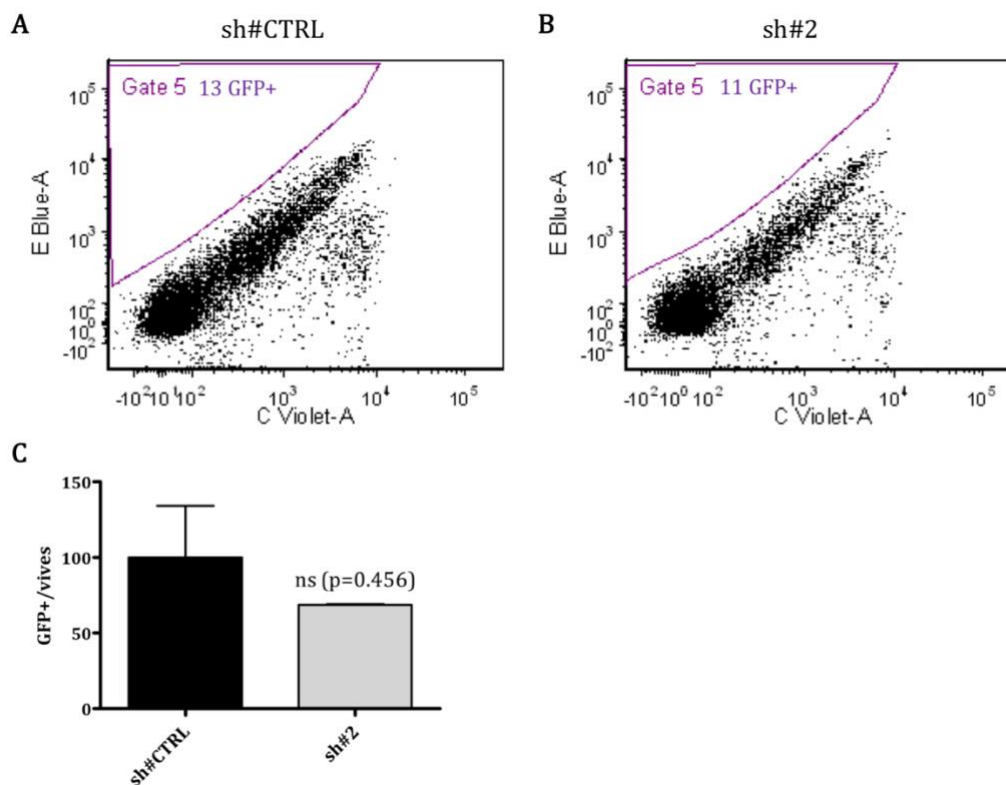 A
sh#CTRL
B
sh#2
Gate 5 13 GFP+
10^5
10^4
10^3
10^2
10^0
-10^2
E Blue-A
-10^2 10^1 10^2 10^3 10^4 10^5
C Violet-A
Gate 5 11 GFP+
10^5
10^4
10^3
10^2
10^0
-10^2
E Blue-A
-10^2 10^0 10^2 10^3 10^4 10^5
C Violet-A
C
150
100
50
0
GFP+/vives
ns (p=0.456)
sh#CTRL
sh#2